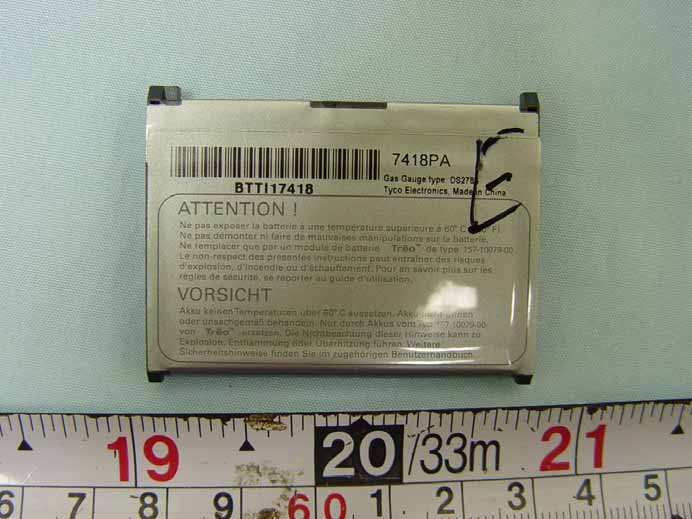 7418PA
BTTI17418
Gas Gauge type: DS278
Tyco Electronics, Made in China
E
ATTENTION !
Ne pas exposer la batterie à une température supérieure à 60° C F).
Ne pas démonter ni faire de mauvaises manipulations sur la batterie.
Ne remplacer que par un module de batterie Trēo™ de type 157-10079-00.
Le non-respect des présentes instructions peut entraîner des risques
d'explosion, d'incendie ou d'échauffement. Pour en savoir plus sur les
règles de sécurité, se reporter au guide d'utilisation.
VORSICHT
Akku keinen Temperaturen über 60° C aussetzen. Akku nicht öffnen
oder unsachgemäß behandeln. Nur durch Akkus vom Typ 157-10079-00
von Trēo™ ersetzen. Die Nichtbeachtung dieser Hinweise kann zu
Explosion, Entflammung oder Überhitzung führen. Weitere
Sicherheitshinweise finden Sie im zugehörigen Benutzerhandbuch.
19 20/33m 21
6 7 8 9 60 1 2 3 4 5